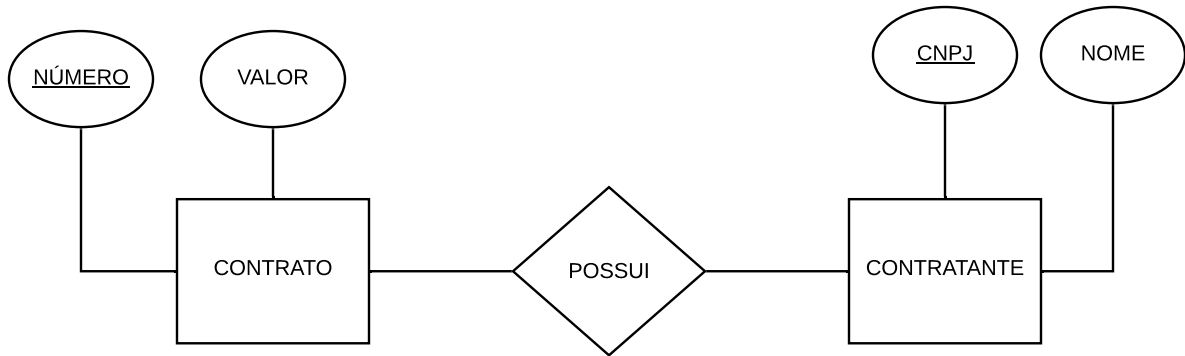 NÚMERO
VALOR
CNPJ
NOME
CONTRATO
POSSUI
CONTRATANTE